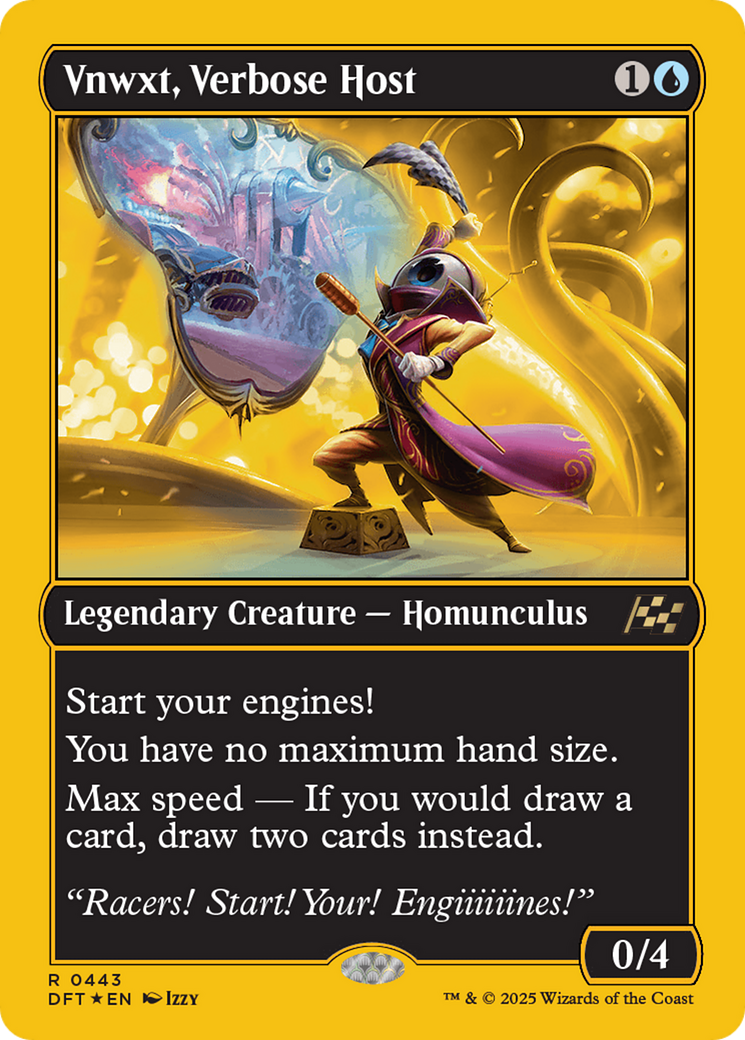 Vnwxt, Verbose Host 1
Legendary Creature — Homunculus
Start your engines!
You have no maximum hand size.
Max speed — If you would draw a
card, draw two cards instead.
“Racers! Start! Your! Engiiiiiines!”
0/4
R 0443
DFT★EN Izzy
™ & © 2025 Wizards of the Coast